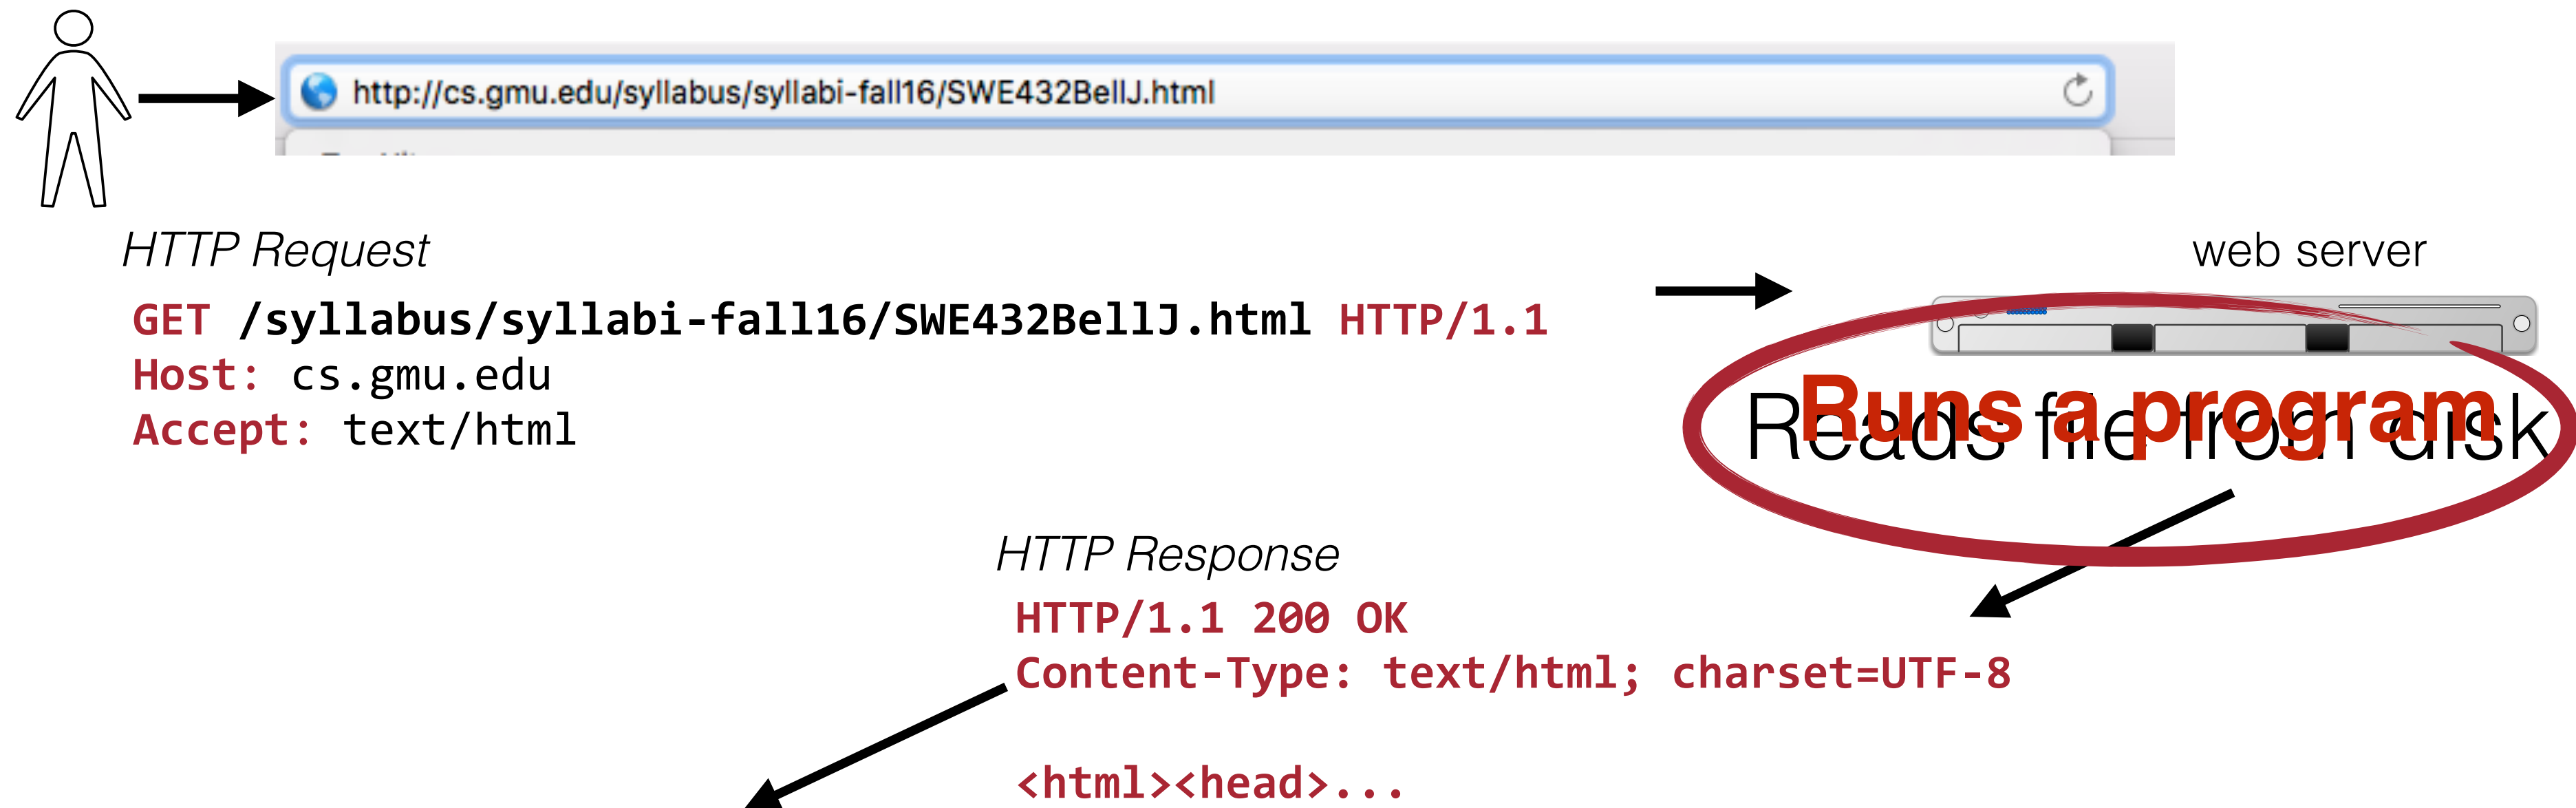 http://cs.gmu.edu/syllabus/syllabi-fall16/SWE432BellJ.html
HTTP Request
web server
GET /syllabus/syllabi-fall16/SWE432BellJ.html HTTP/1.1
Host: cs.gmu.edu
Accept: text/html
Runs a program
Reads file from disk
HTTP Response
HTTP/1.1 200 OK
Content-Type: text/html; charset=UTF-8
<html><head>...